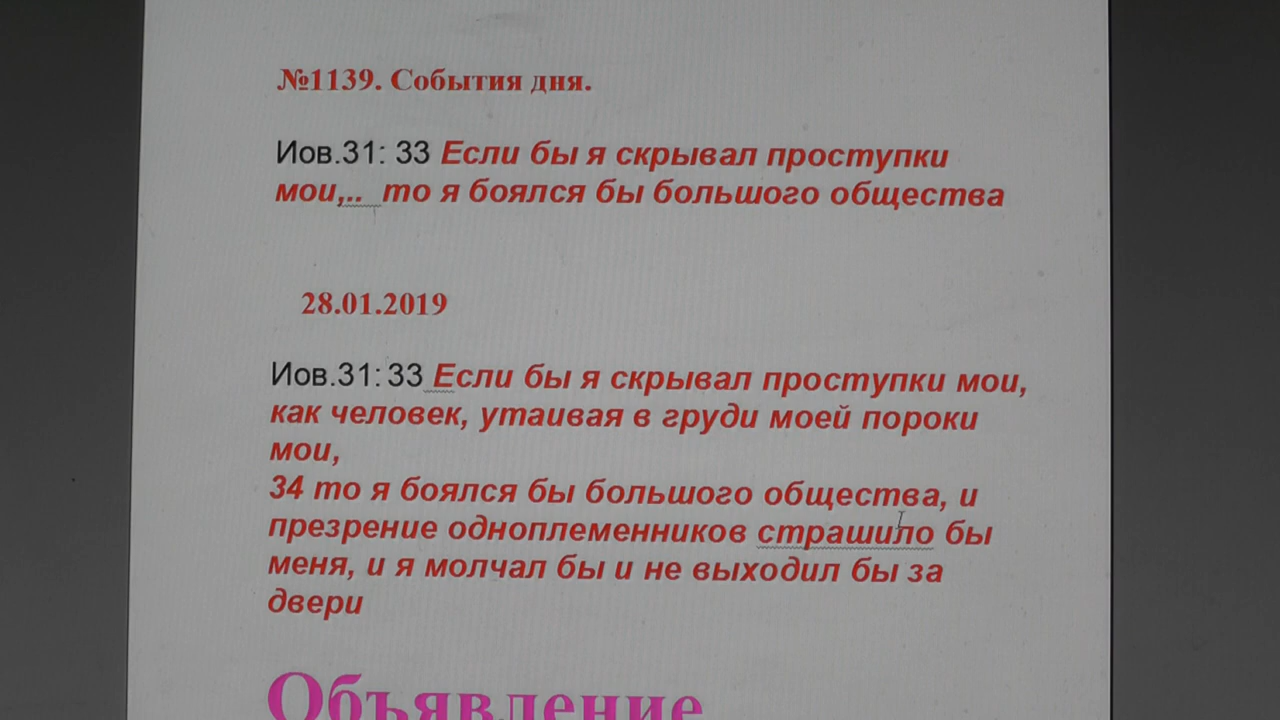 №1139. События дня.
Иов.31: 33 Если бы я скрывал проступки
мои,.. то я боялся бы большого общества
28.01.2019
Иов.31: 33 Если бы я скрывал проступки мои,
как человек, утаивая в груди моей пороки
мои,
34 то я боялся бы большого общества, и
презрение одноплеменников страшило бы
меня, и я молчал бы и не выходил бы за
двери
Объявление